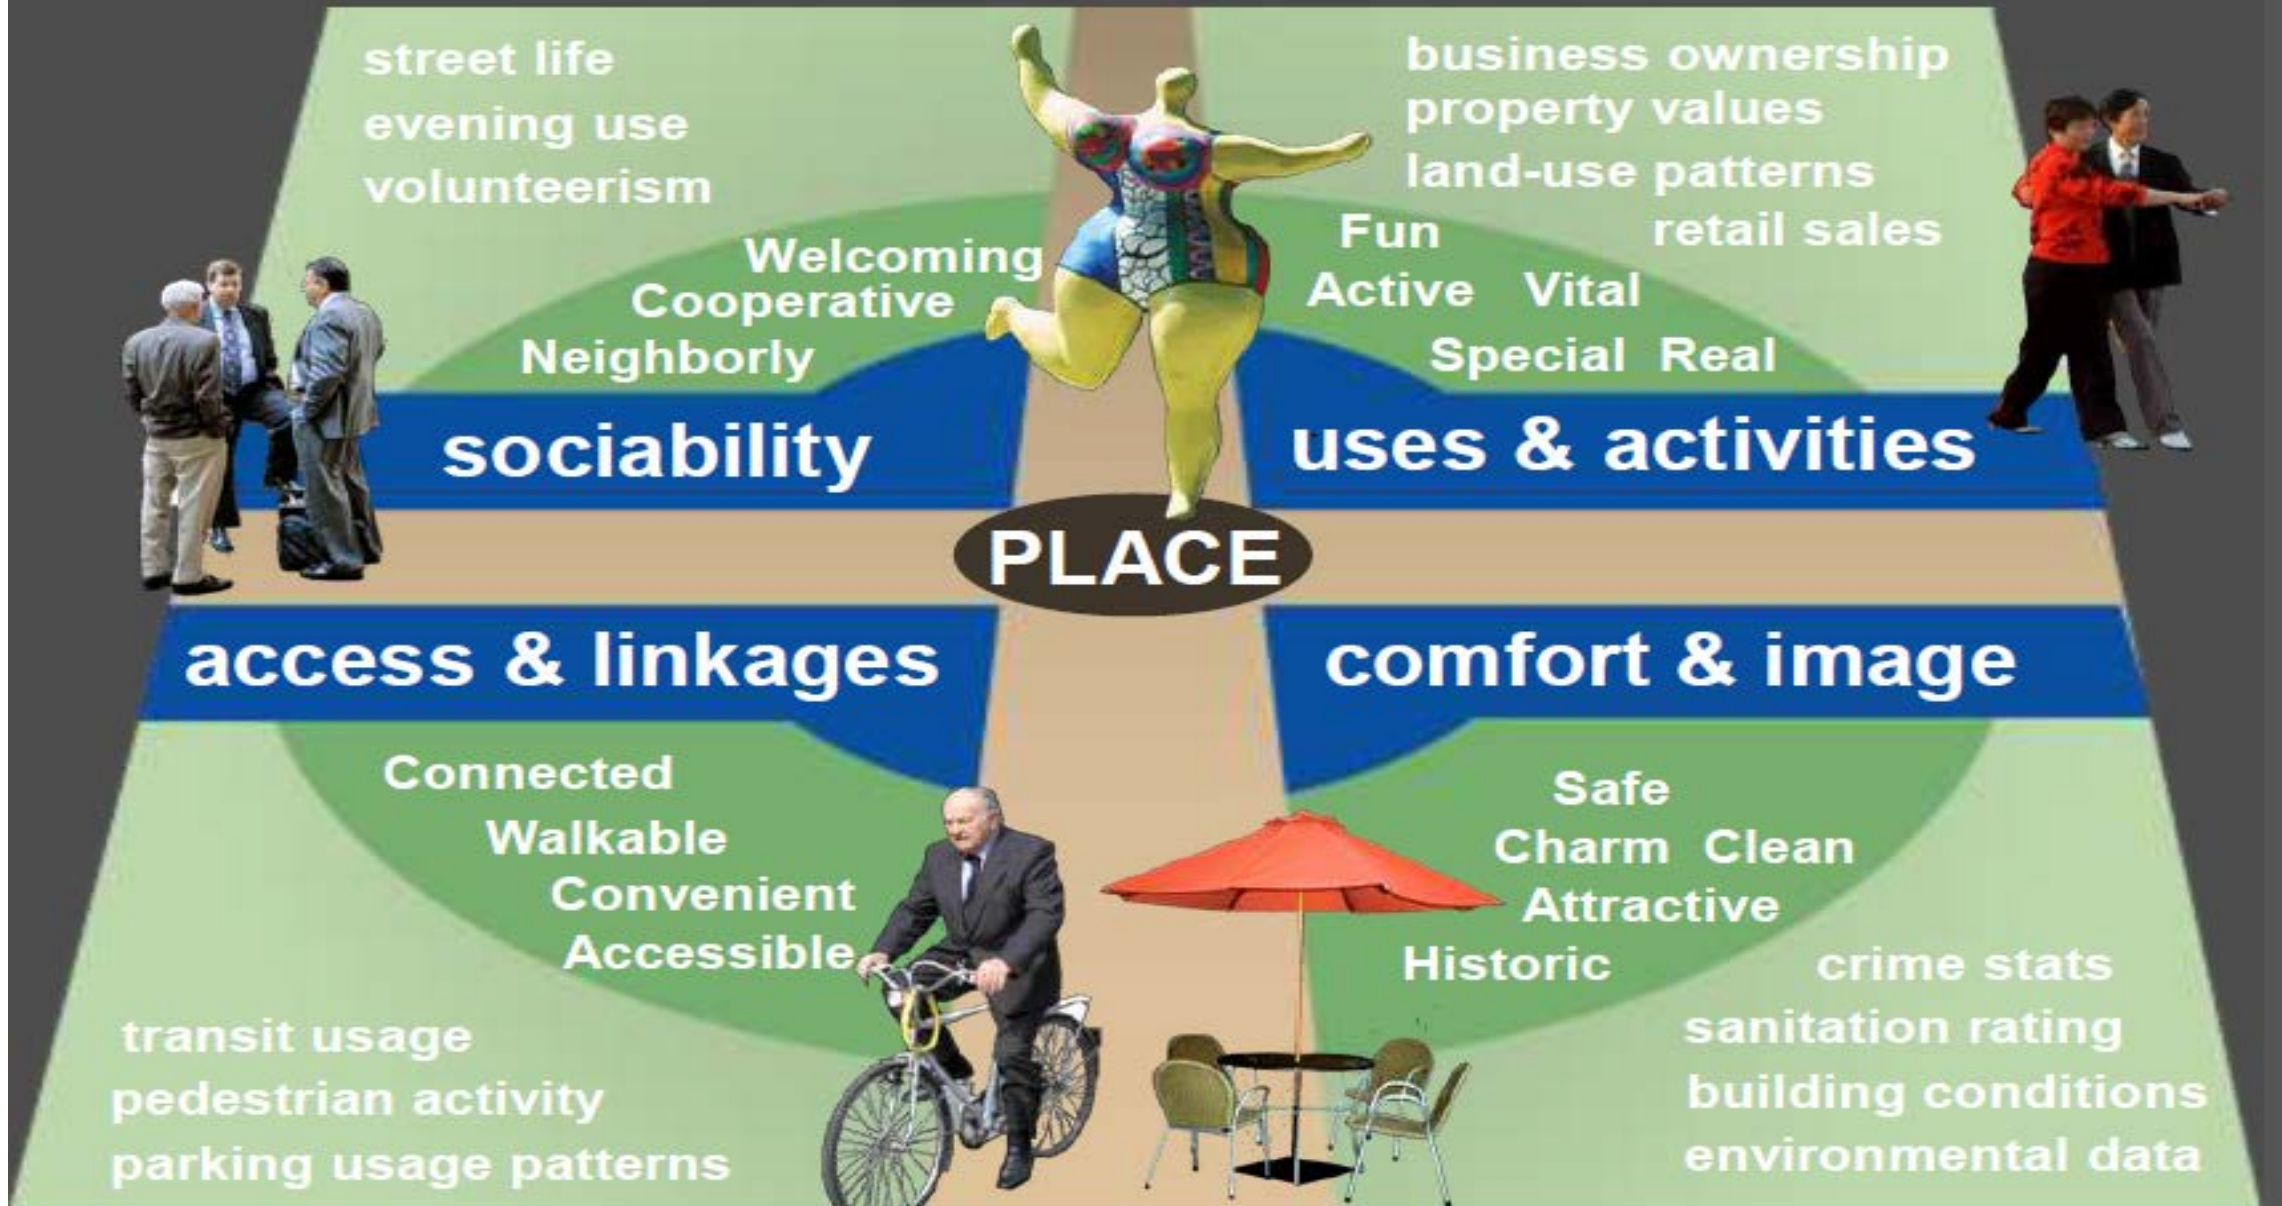 street life
evening use
volunteerism
Welcoming
Cooperative
Neighborly
sociability
business ownership
property values
land-use patterns
retail sales
Fun
Active Vital
Special Real
uses & activities
PLACE
access & linkages
Connected
Walkable
Convenient
Accessible
transit usage
pedestrian activity
parking usage patterns
comfort & image
Safe
Charm Clean
Attractive
Historic
crime stats
sanitation rating
building conditions
environmental data